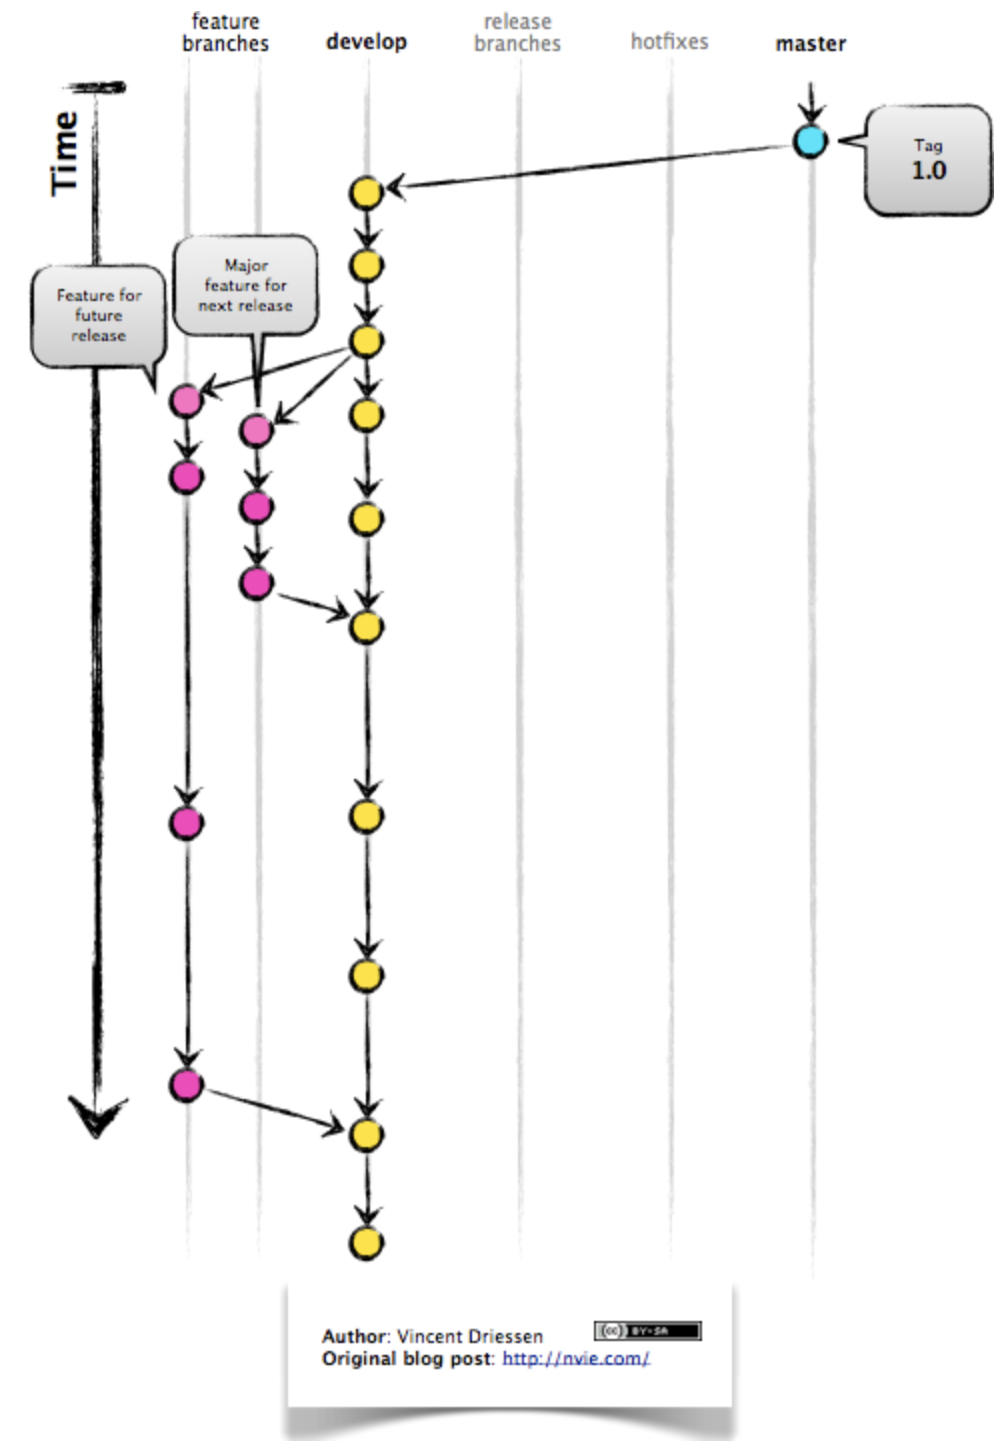 feature
branches
develop
release
branches
hotfixes
master
Time
Tag
1.0
Major
feature for
next release
Feature for
future
release
Author: Vincent Driessen
(cc) BY-SA
Original blog post: http://nvie.com/